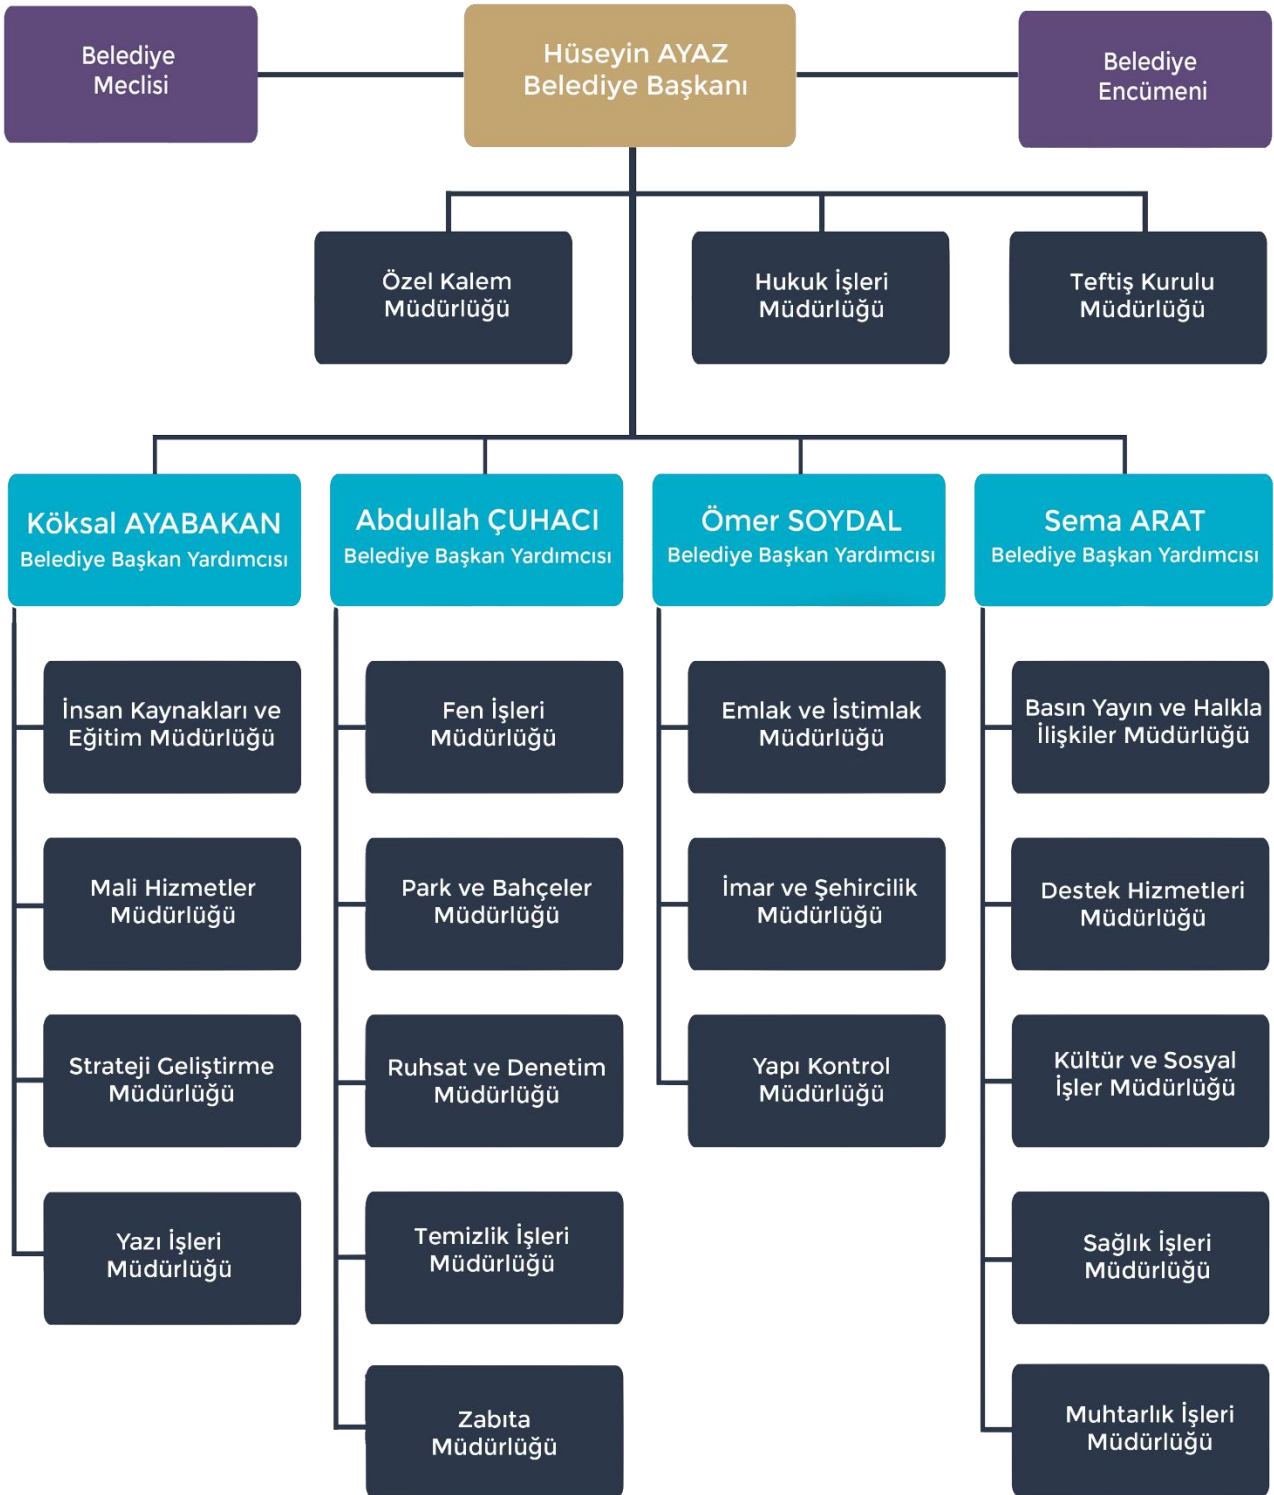 Belediye
Meclisi
Hüseyin AYAZ
Belediye Başkanı
Belediye
Encümeni
Özel Kalem
Müdürlüğü
Hukuk İşleri
Müdürlüğü
Teftiş Kurulu
Müdürlüğü
Köksal AYABAKAN
Belediye Başkan Yardımcısı
İnsan Kaynakları ve
Eğitim Müdürlüğü
Mali Hizmetler
Müdürlüğü
Strateji Geliştirme
Müdürlüğü
Yazı İşleri
Müdürlüğü
Abdullah ÇUHACI
Belediye Başkan Yardımcısı
Fen İşleri
Müdürlüğü
Park ve Bahçeler
Müdürlüğü
Ruhsat ve Denetim
Müdürlüğü
Temizlik İşleri
Müdürlüğü
Zabıta
Müdürlüğü
Ömer SOYDAL
Belediye Başkan Yardımcısı
Emlak ve İstimlak
Müdürlüğü
İmar ve Şehircilik
Müdürlüğü
Yapı Kontrol
Müdürlüğü
Sema ARAT
Belediye Başkan Yardımcısı
Basın Yayın ve Halkla
İlişkiler Müdürlüğü
Destek Hizmetleri
Müdürlüğü
Kültür ve Sosyal
İşler Müdürlüğü
Sağlık İşleri
Müdürlüğü
Muhtarlık İşleri
Müdürlüğü